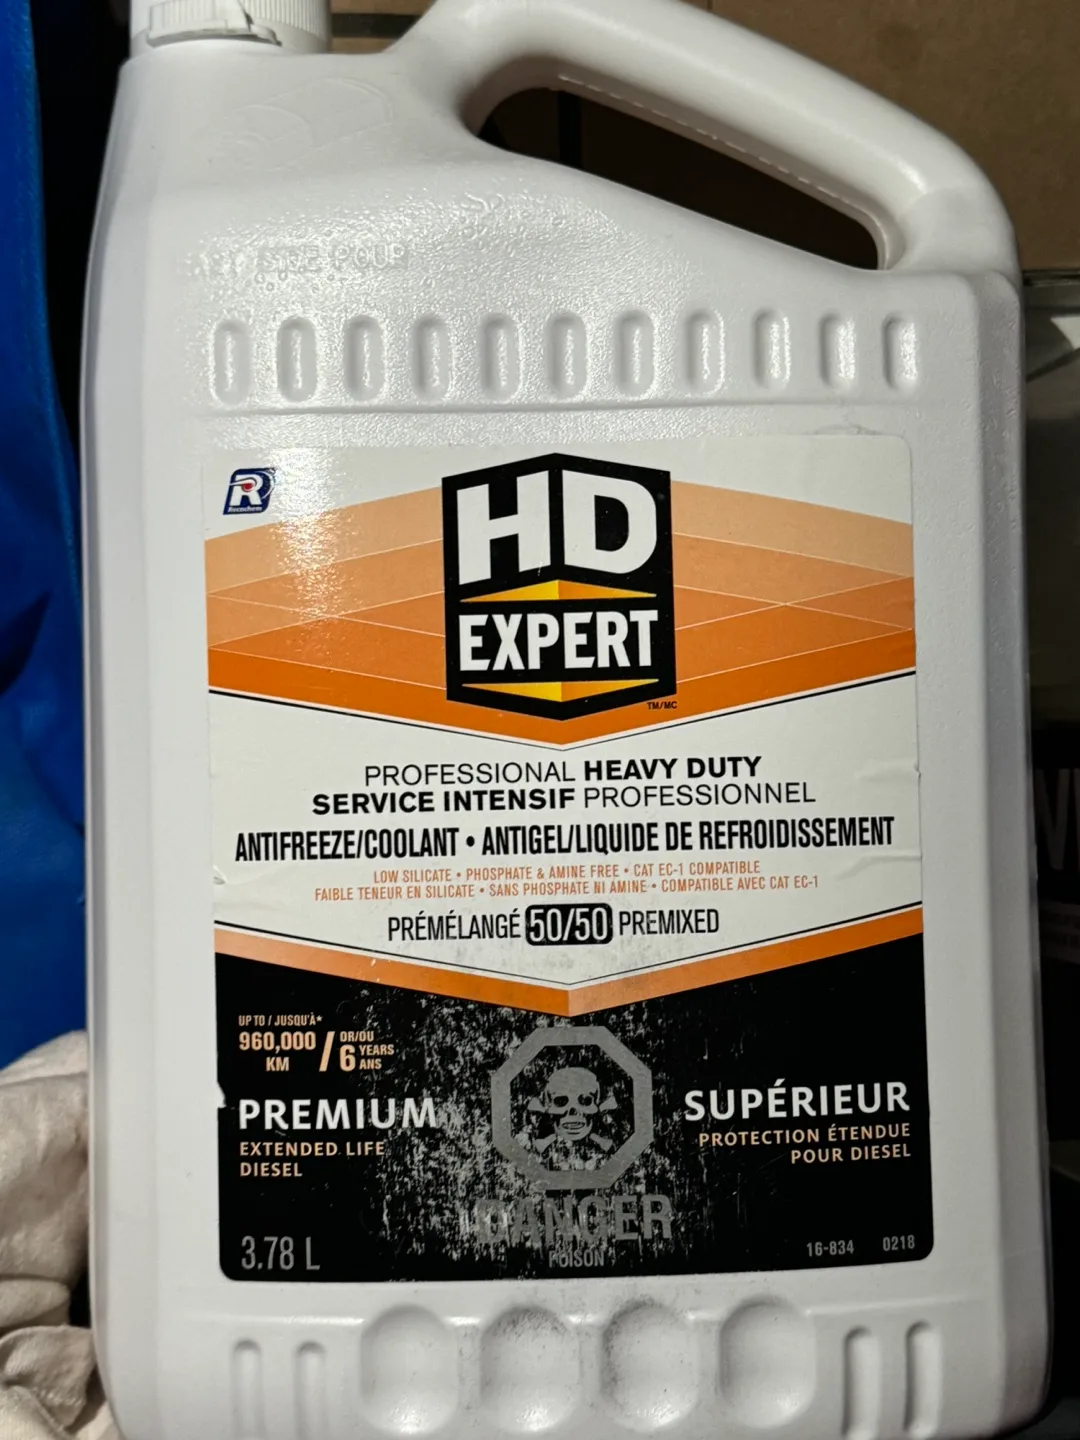 SEE POUR
R
Recochem
HD
EXPERT
TM/MC
PROFESSIONAL HEAVY DUTY
SERVICE INTENSIF PROFESSIONNEL
ANTIFREEZE/COOLANT • ANTIGEL/LIQUIDE DE REFROIDISSEMENT
LOW SILICATE • PHOSPHATE & AMINE FREE • CAT EC-1 COMPATIBLE
FAIBLE TENEUR EN SILICATE • SANS PHOSPHATE NI AMINE • COMPATIBLE AVEC CAT EC-1
PRÉMÉLANGÉ 50/50 PREMIXED
UP TO / JUSQU'À*
960,000 KM / OR/OU 6 YEARS ANS
PREMIUM
EXTENDED LIFE
DIESEL
SUPÉRIEUR
PROTECTION ÉTENDUE
POUR DIESEL
DANGER
POISON
3.78 L
16-834 0218